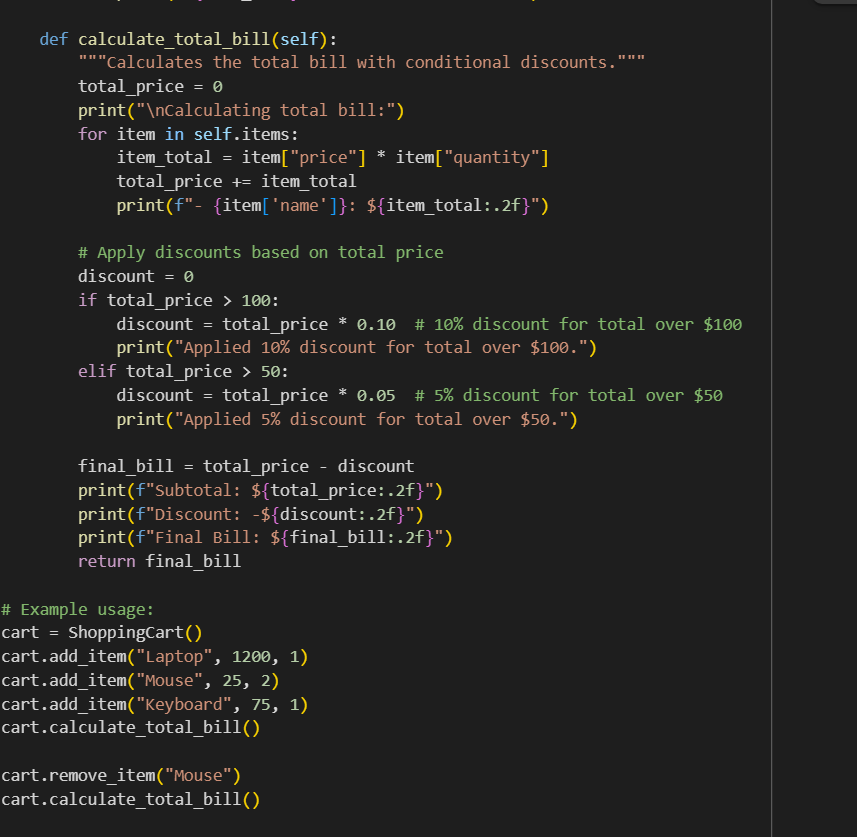 def calculate_total_bill(self):
        """Calculates the total bill with conditional discounts."""
        total_price = 0
        print("\nCalculating total bill:")
        for item in self.items:
            item_total = item["price"] * item["quantity"]
            total_price += item_total
            print(f"- {item['name']}: ${item_total:.2f}")

        # Apply discounts based on total price
        discount = 0
        if total_price > 100:
            discount = total_price * 0.10  # 10% discount for total over $100
            print("Applied 10% discount for total over $100.")
        elif total_price > 50:
            discount = total_price * 0.05  # 5% discount for total over $50
            print("Applied 5% discount for total over $50.")

        final_bill = total_price - discount
        print(f"Subtotal: ${total_price:.2f}")
        print(f"Discount: -${discount:.2f}")
        print(f"Final Bill: ${final_bill:.2f}")
        return final_bill

# Example usage:
cart = ShoppingCart()
cart.add_item("Laptop", 1200, 1)
cart.add_item("Mouse", 25, 2)
cart.add_item("Keyboard", 75, 1)
cart.calculate_total_bill()

cart.remove_item("Mouse")
cart.calculate_total_bill()